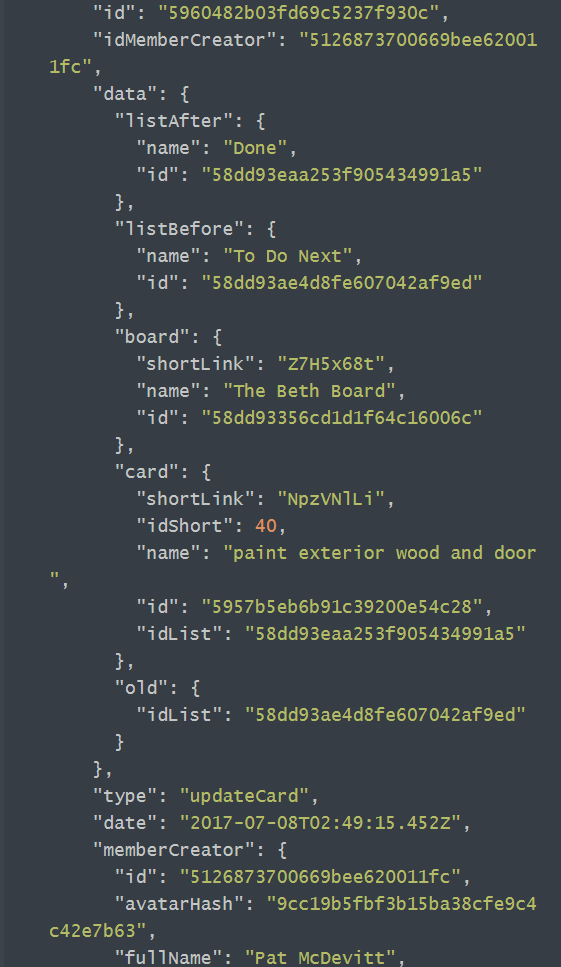 "id": "5960482b03fd69c5237f930c",
"idMemberCreator": "5126873700669bee62001
1fc",
"data": {
"listAfter": {
"name": "Done",
"id": "58dd93eaa253f905434991a5"
},
"listBefore": {
"name": "To Do Next",
"id": "58dd93ae4d8fe607042af9ed"
},
"board": {
"shortLink": "Z7H5x68t",
"name": "The Beth Board",
"id": "58dd93356cd1d1f64c16006c"
},
"card": {
"shortLink": "NpzVNlLi",
"idShort": 40,
"name": "paint exterior wood and door
",
"id": "5957b5eb6b91c39200e54c28",
"idList": "58dd93eaa253f905434991a5"
},
"old": {
"idList": "58dd93ae4d8fe607042af9ed"
}
},
"type": "updateCard",
"date": "2017-07-08T02:49:15.452Z",
"memberCreator": {
"id": "5126873700669bee620011fc",
"avatarHash": "9cc19b5fbf3b15ba38cfe9c4
c42e7b63",
"fullName": "Pat McDevitt",